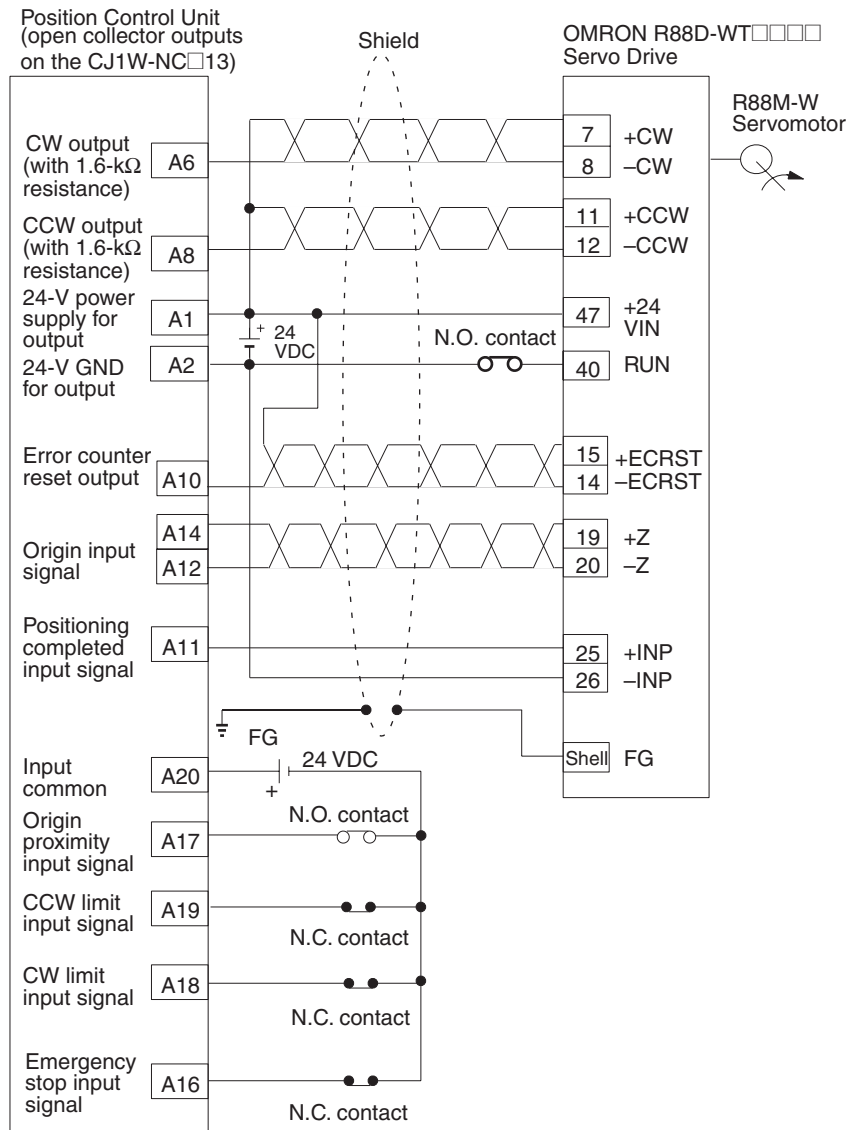 Position Control Unit
(open collector outputs
on the CJ1W-NC□13)
Shield
OMRON R88D-WT□□□□
Servo Drive
R88M-W
Servomotor
CW output
(with 1.6-kΩ
resistance)
A6
7
+CW
8
–CW
CCW output
(with 1.6-kΩ
resistance)
A8
11
+CCW
12
–CCW
24-V power
supply for
output
A1
+ 24
VDC
47
+24
VIN
24-V GND
for output
A2
N.O. contact
40
RUN
Error counter
reset output
A10
15
+ECRST
14
–ECRST
Origin input
signal
A14
A12
19
+Z
20
–Z
Positioning
completed
input signal
A11
25
+INP
26
–INP
FG
Shell
FG
Input
common
A20
24 VDC
+
Origin
proximity
input signal
A17
N.O. contact
CCW limit
input signal
A19
N.C. contact
CW limit
input signal
A18
N.C. contact
Emergency
stop input
signal
A16
N.C. contact